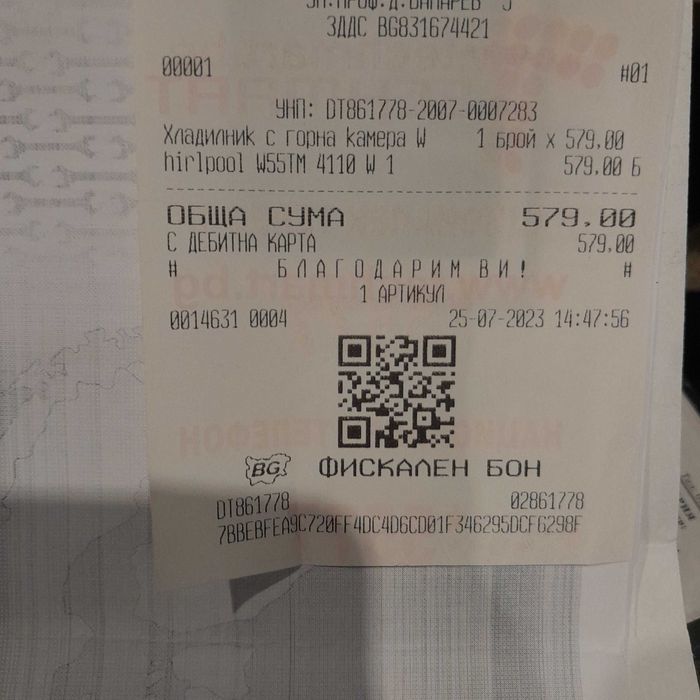 ЗДДС BG831674421
00001 #01
УНП: DT861778-2007-0007283
Хладилник с горна камера W 1 брой x 579.00
hirlpool W55TM 4110 W 1 579.00 Б
ОБЩА СУМА 579.00
С ДЕБИТНА КАРТА 579.00
# БЛАГОДАРИМ ВИ! #
1 АРТИКУЛ
0014631 0004 25-07-2023 14:47:56
BG ФИСКАЛЕН БОН
DT861778 02861778
7BBEBFEA9C720FF4DC4D6CD01F346295DCF6298F